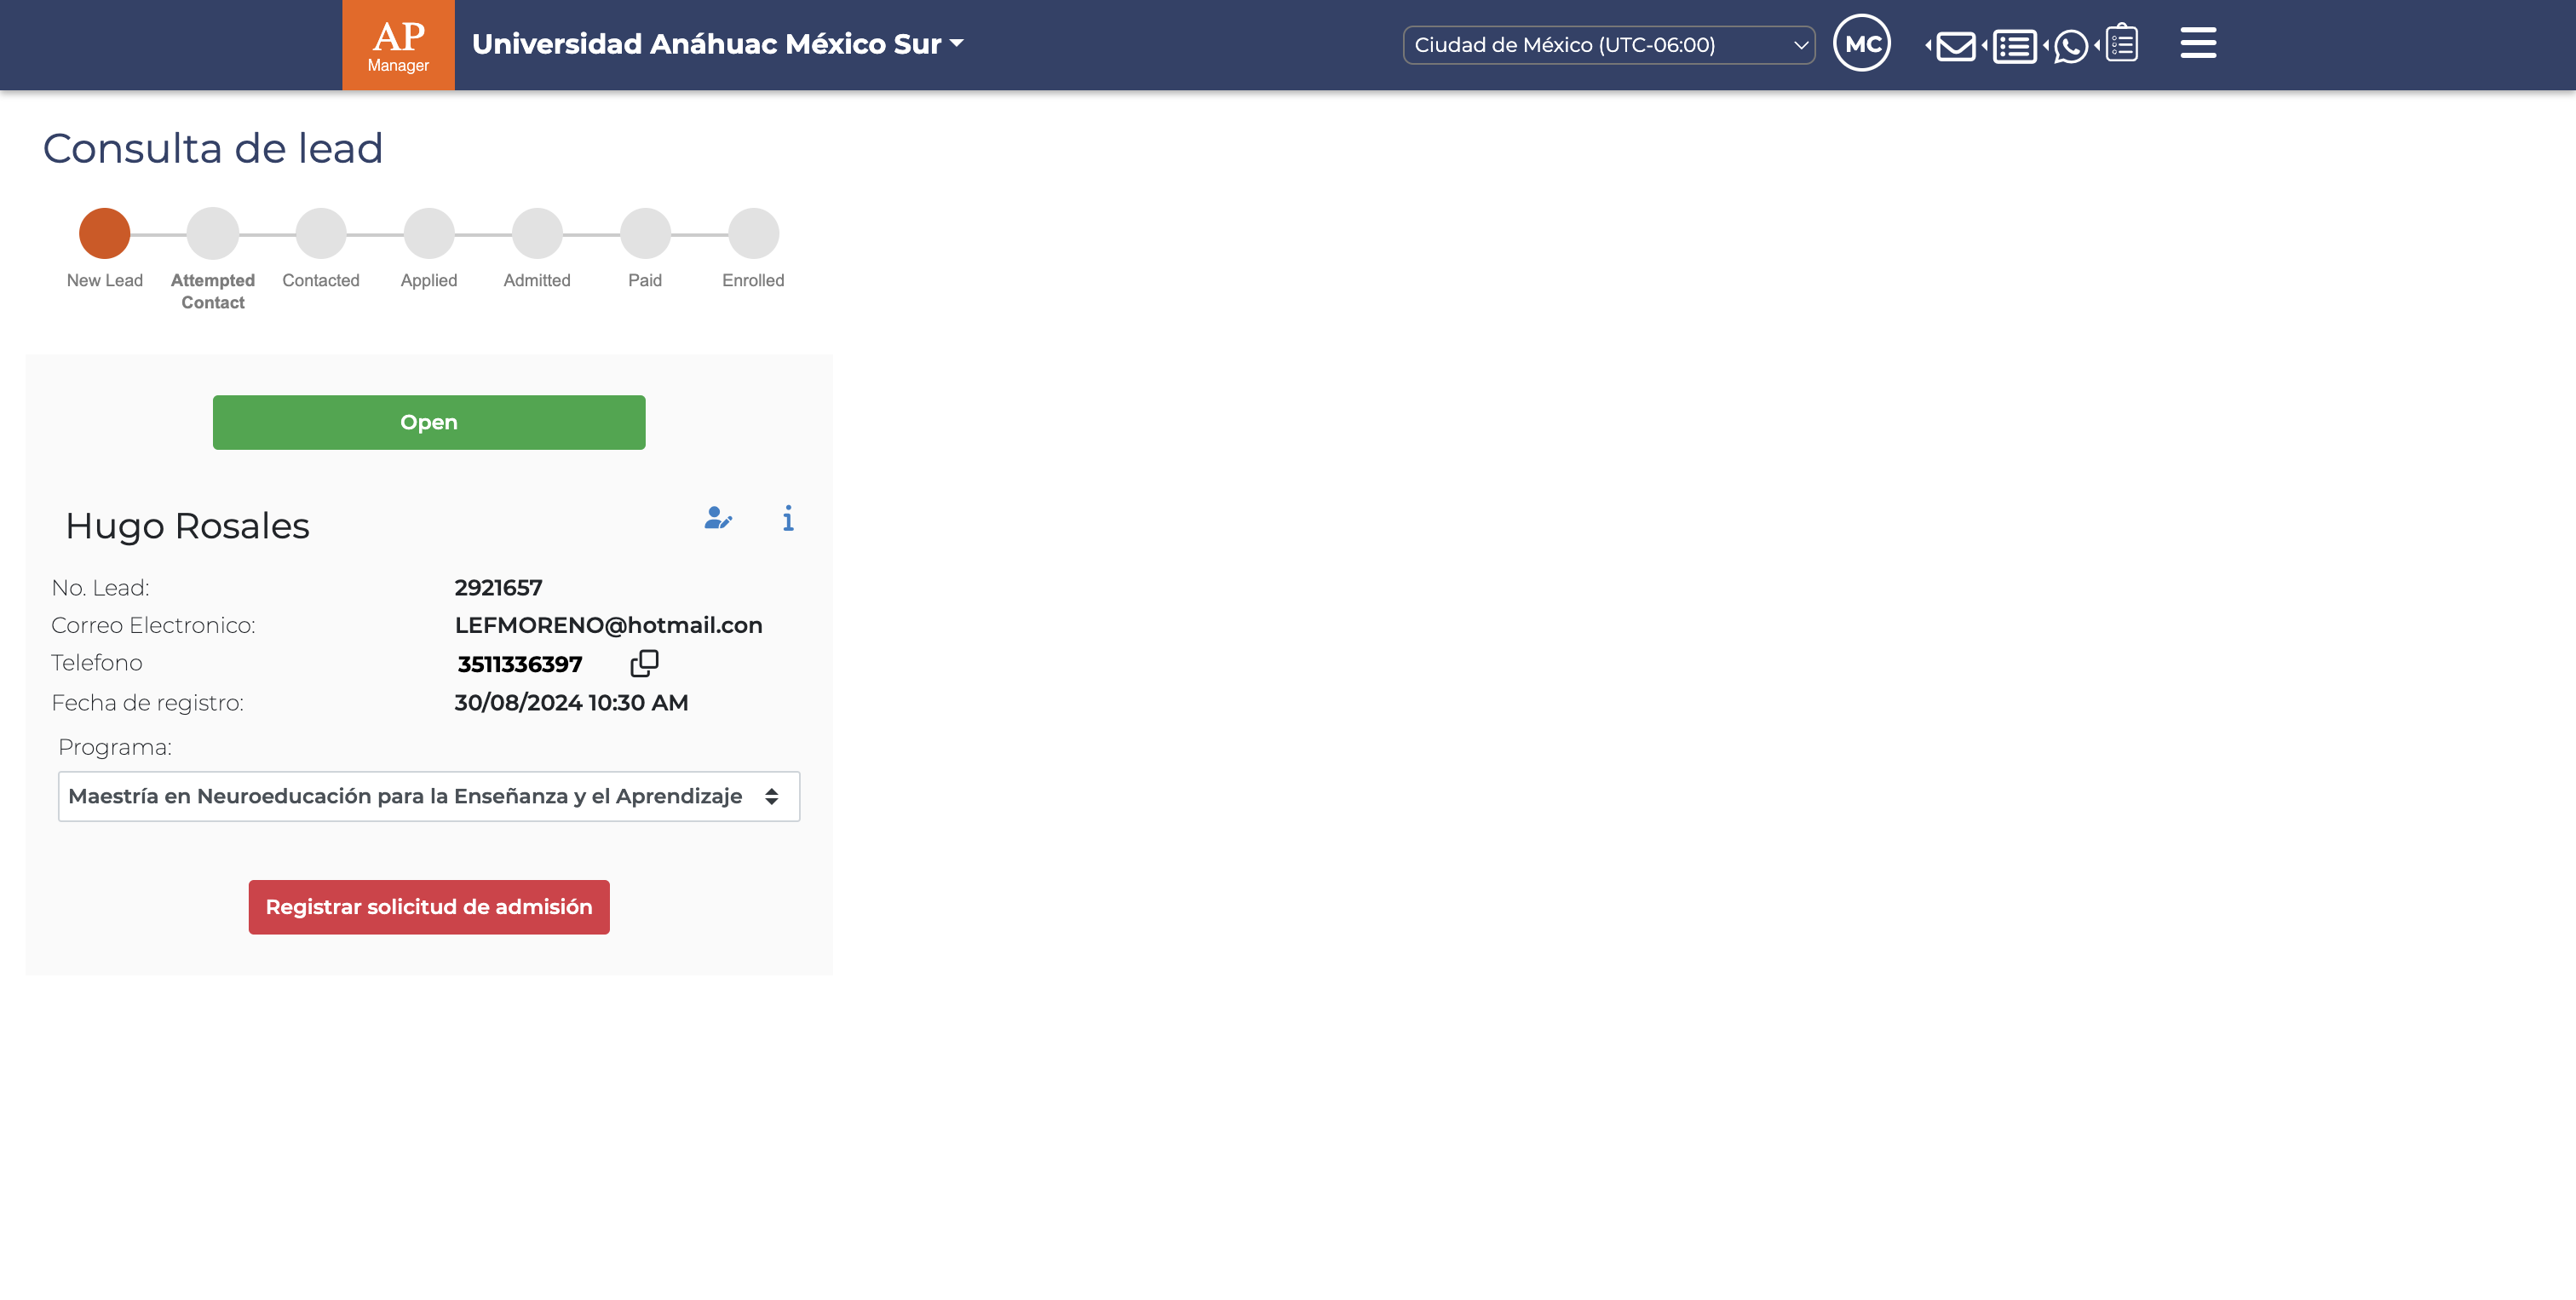 AP
Manager
Universidad Anáhuac México Sur
Ciudad de México (UTC-06:00)
MC
Consulta de lead
New Lead
Attempted
Contact
Contacted
Applied
Admitted
Paid
Enrolled
Open
Hugo Rosales
No. Lead: 2921657
Correo Electronico: LEFMORENO@hotmail.con
Telefono 3511336397
Fecha de registro: 30/08/2024 10:30 AM
Programa:
Maestría en Neuroeducación para la Enseñanza y el Aprendizaje
Registrar solicitud de admisión